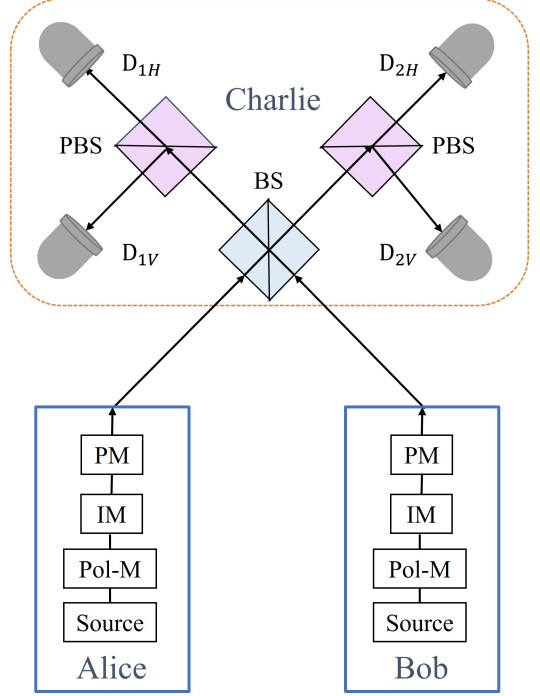 D1H
D2H
Charlie
PBS
PBS
BS
D1V
D2V
PM
PM
IM
IM
Pol-M
Pol-M
Source
Source
Alice
Bob